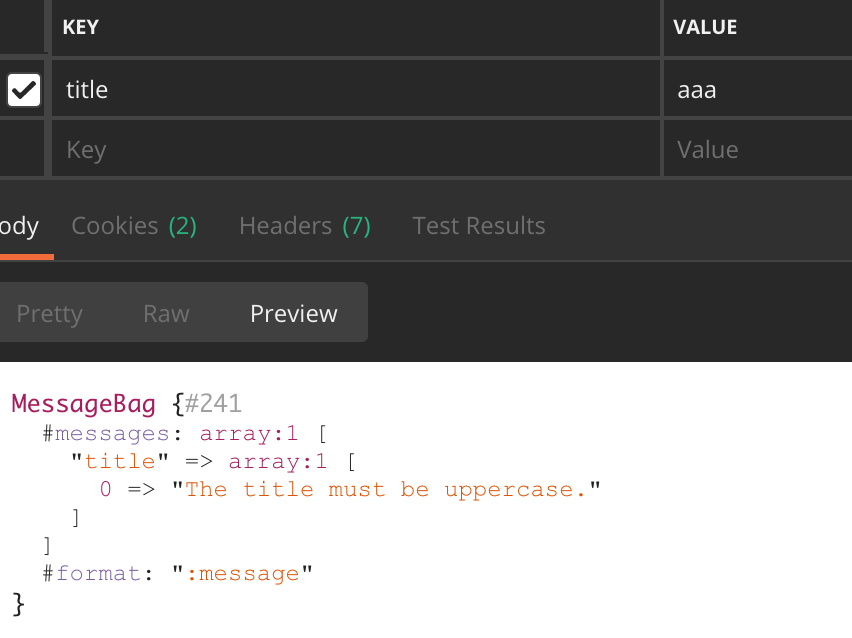 KEY VALUE
title aaa
Key Value
ody Cookies (2) Headers (7) Test Results
Pretty Raw Preview
MessageBag {#241
  #messages: array:1 [
    "title" => array:1 [
      0 => "The title must be uppercase."
    ]
  ]
  #format: ":message"
}